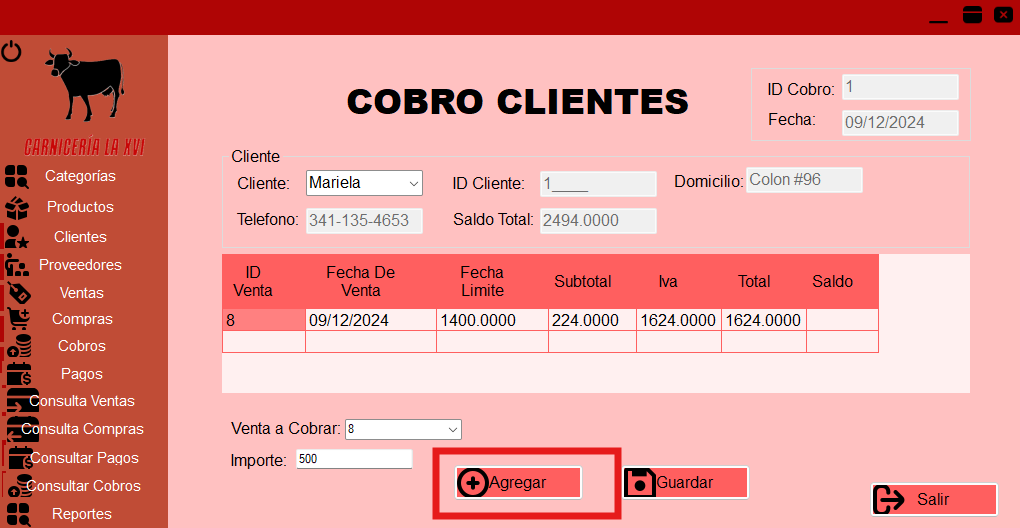 COBRO CLIENTES
ID Cobro: 1
Fecha: 09/12/2024
CARNICERÍA LA XVI
Categorías
Productos
Clientes
Proveedores
Ventas
Compras
Cobros
Pagos
Consulta Ventas
Consulta Compras
Consultar Pagos
Consultar Cobros
Reportes
Cliente
Cliente: Mariela ID Cliente: 1____ Domicilio: Colon #96
Telefono: 341-135-4653 Saldo Total: 2494.0000
ID Venta Fecha De Venta Fecha Limite Subtotal Iva Total Saldo
8 09/12/2024 1400.0000 224.0000 1624.0000 1624.0000
Venta a Cobrar: 8
Importe: 500
Agregar Guardar
Salir